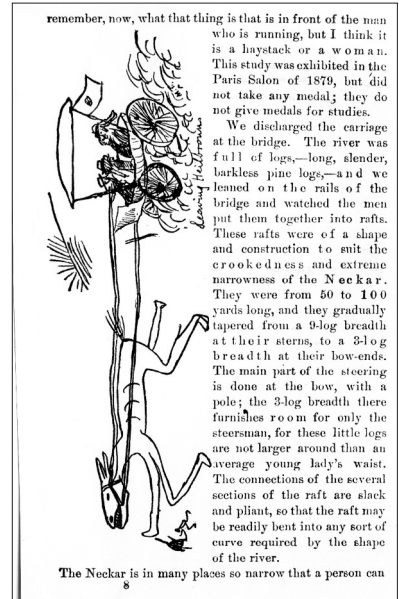 remember, now, what that thing is that is in front of the man
who is running, but I think it
is a haystack or a woman.
This study was exhibited in the
Paris Salon of 1879, but did
not take any medal; they do
not give medals for studies.
We discharged the carriage
at the bridge. The river was
full of logs,—long, slender,
barkless pine logs,—and we
leaned on the rails of the
bridge and watched the men
put them together into rafts.
These rafts were of a shape
and construction to suit the
crookedness and extreme
narrowness of the Neckar.
They were from 50 to 100
yards long, and they gradually
tapered from a 9-log breadth
at their sterns, to a 3-log
breadth at their bow-ends.
The main part of the steering
is done at the bow, with a
pole; the 3-log breadth there
furnishes room for only the
steersman, for these little logs
are not larger around than an
average young lady's waist.
The connections of the several
sections of the raft are slack
and pliant, so that the raft may
be readily bent into any sort of
curve required by the shape
of the river.
The Neckar is in many places so narrow that a person can
8
Leaving Heilbronn